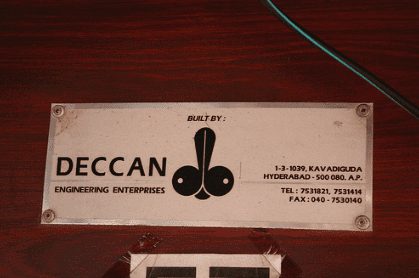 BUILT BY :
DECCAN
ENGINEERING ENTERPRISES
1-3-1039, KAVADIGUDA
HYDERABAD - 500 080. A.P.
TEL : 7531821, 7531414
FAX : 040 - 7530140